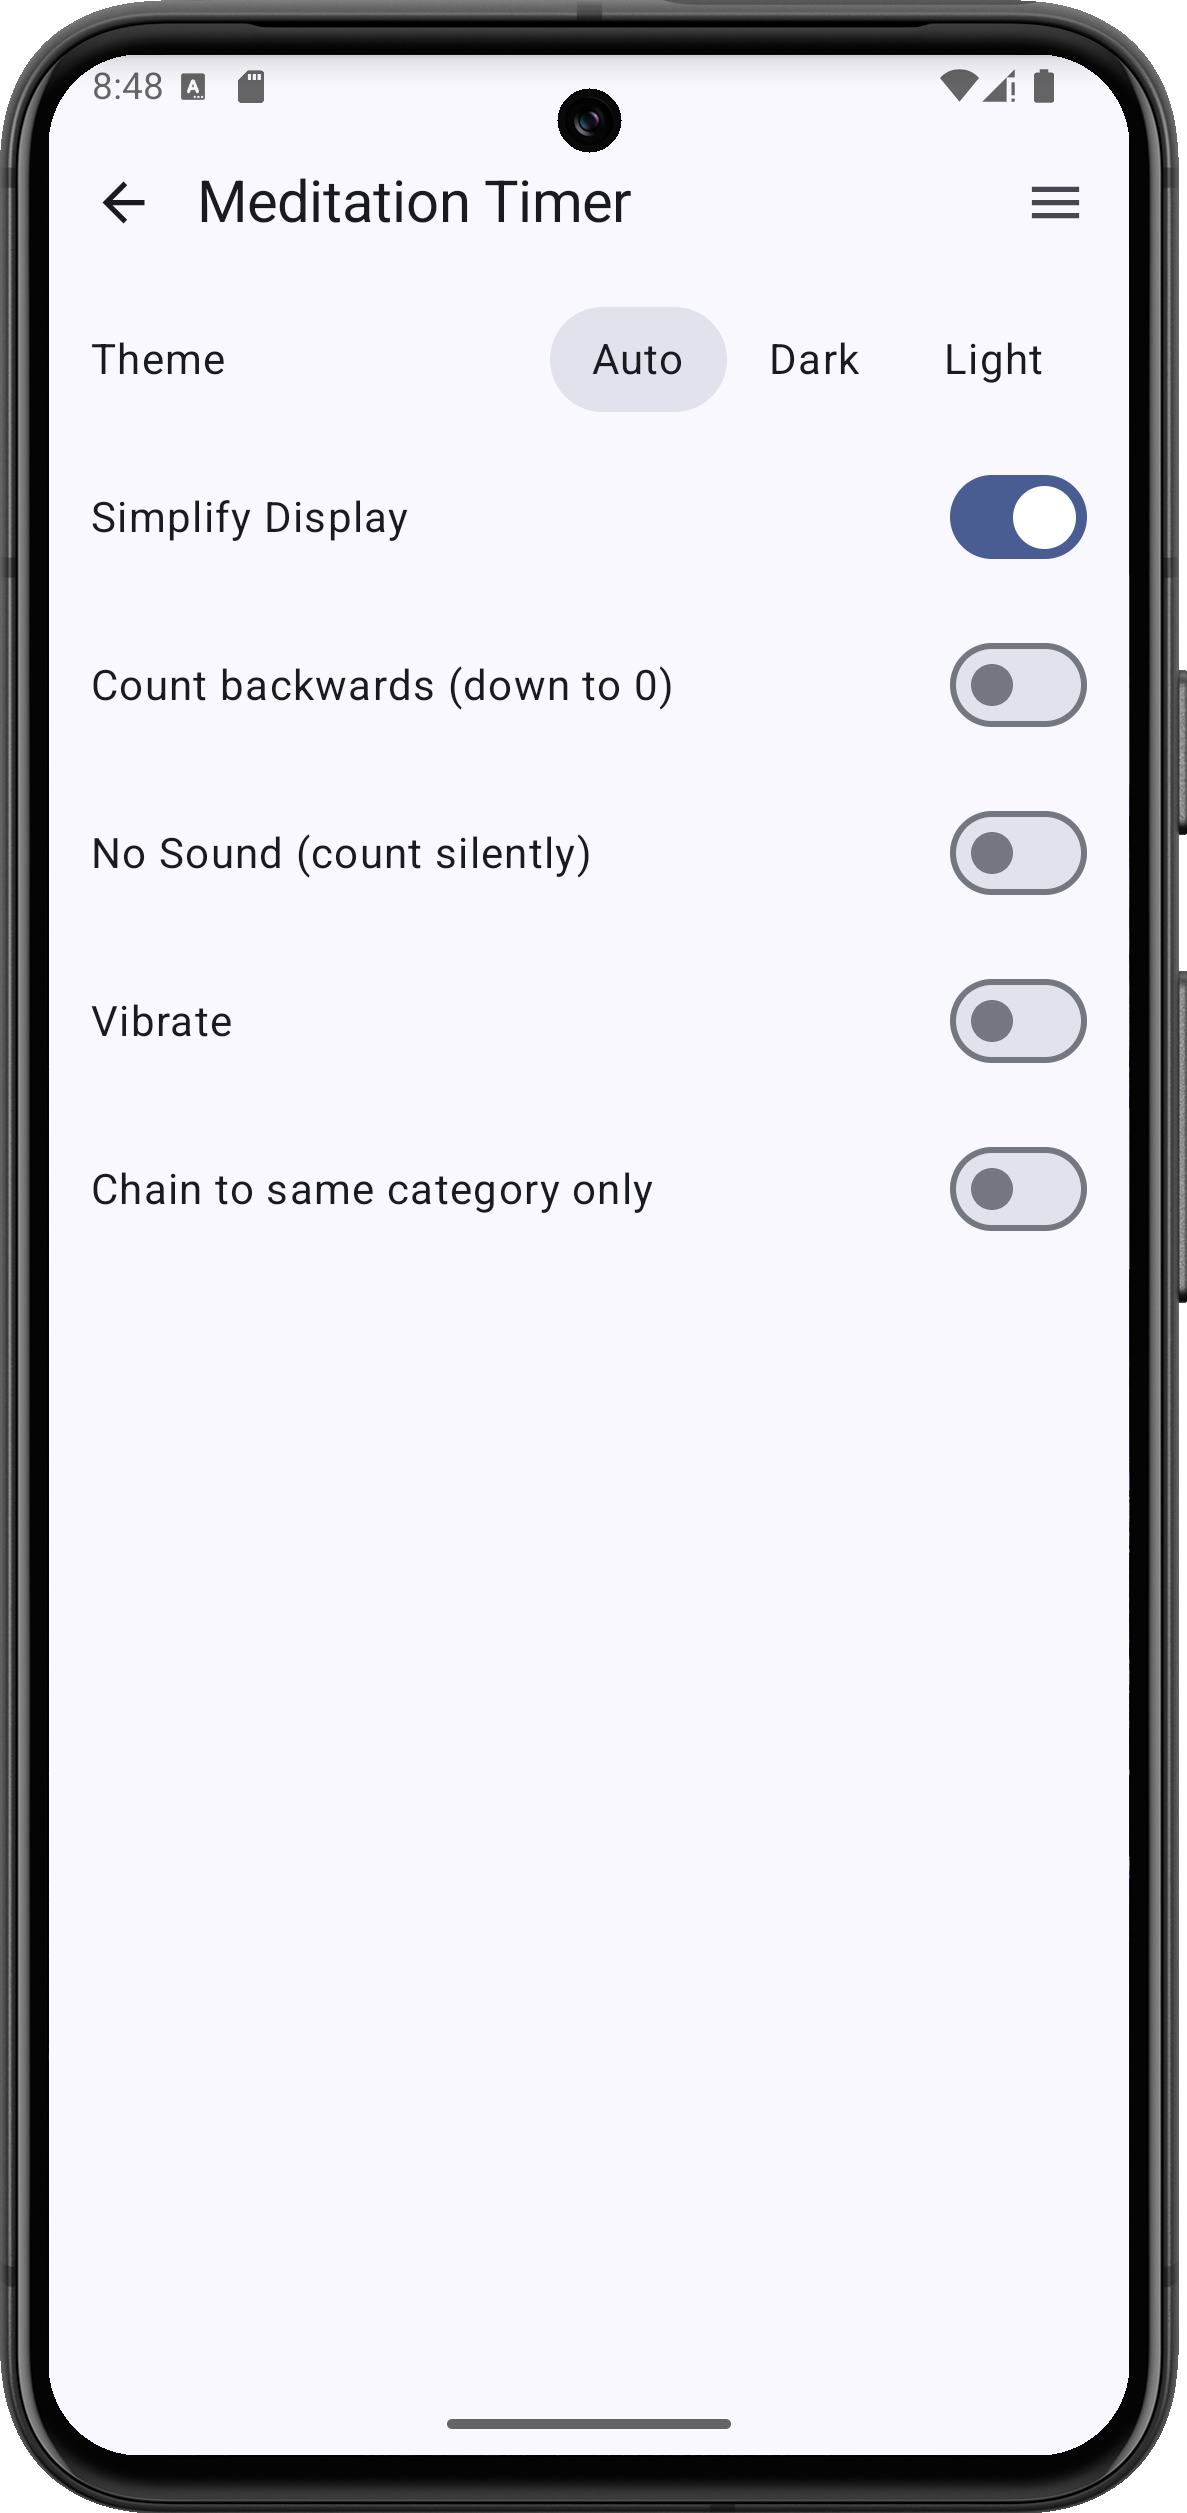 8:48 A
Meditation Timer
Theme Auto Dark Light
Simplify Display
Count backwards (down to 0)
No Sound (count silently)
Vibrate
Chain to same category only